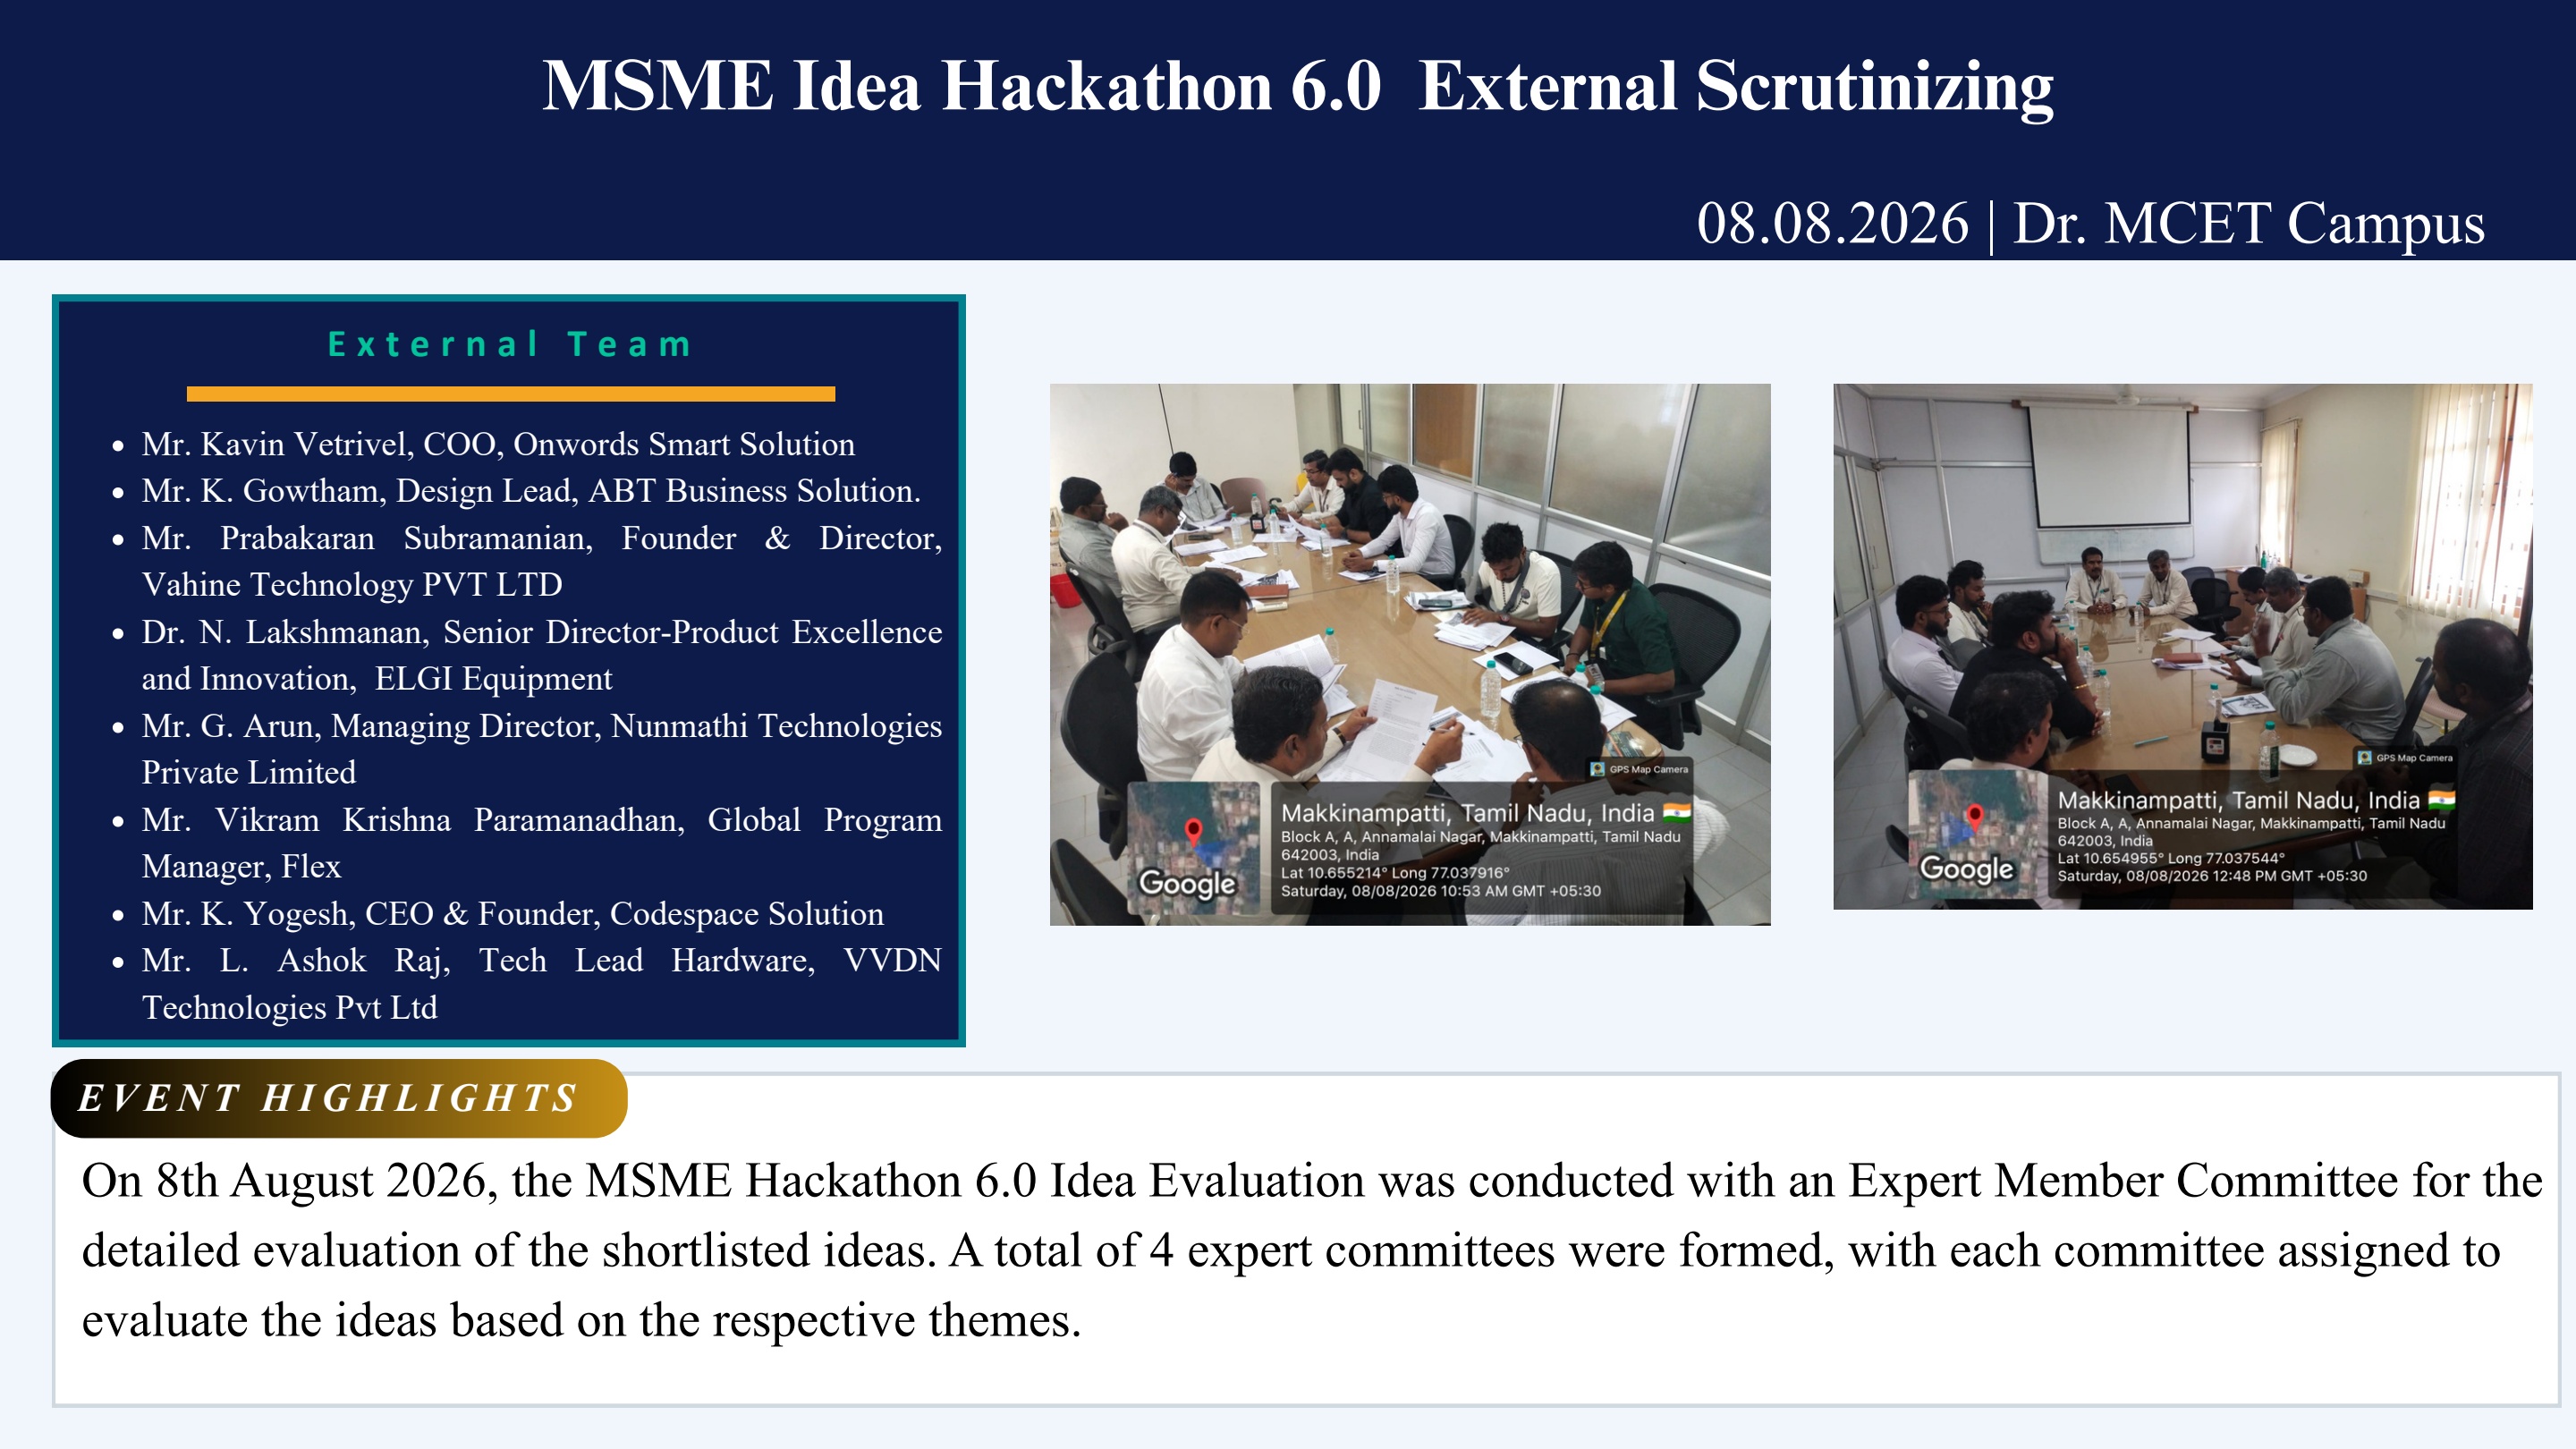 MSME Idea Hackathon 6.0  External Scrutinizing
08.08.2026 | Dr. MCET Campus
External Team
• Mr. Kavin Vetrivel, COO, Onwords Smart Solution
• Mr. K. Gowtham, Design Lead, ABT Business Solution.
• Mr. Prabakaran Subramanian, Founder & Director,
Vahine Technology PVT LTD
• Dr. N. Lakshmanan, Senior Director-Product Excellence
and Innovation,  ELGI Equipment
• Mr. G. Arun, Managing Director, Nunmathi Technologies
Private Limited
• Mr. Vikram Krishna Paramanadhan, Global Program
Manager, Flex
• Mr. K. Yogesh, CEO & Founder, Codespace Solution
• Mr. L. Ashok Raj, Tech Lead Hardware, VVDN
Technologies Pvt Ltd
GPS Map Camera
Makkinampatti, Tamil Nadu, India 🇮🇳
Block A, A, Annamalai Nagar, Makkinampatti, Tamil Nadu
642003, India
Lat 10.655214° Long 77.037916°
Saturday, 08/08/2026 10:53 AM GMT +05:30
Google
GPS Map Camera
Makkinampatti, Tamil Nadu, India 🇮🇳
Block A, A, Annamalai Nagar, Makkinampatti, Tamil Nadu
642003, India
Lat 10.654955° Long 77.037544°
Saturday, 08/08/2026 12:48 PM GMT +05:30
Google
EVENT HIGHLIGHTS
On 8th August 2026, the MSME Hackathon 6.0 Idea Evaluation was conducted with an Expert Member Committee for the
detailed evaluation of the shortlisted ideas. A total of 4 expert committees were formed, with each committee assigned to
evaluate the ideas based on the respective themes.